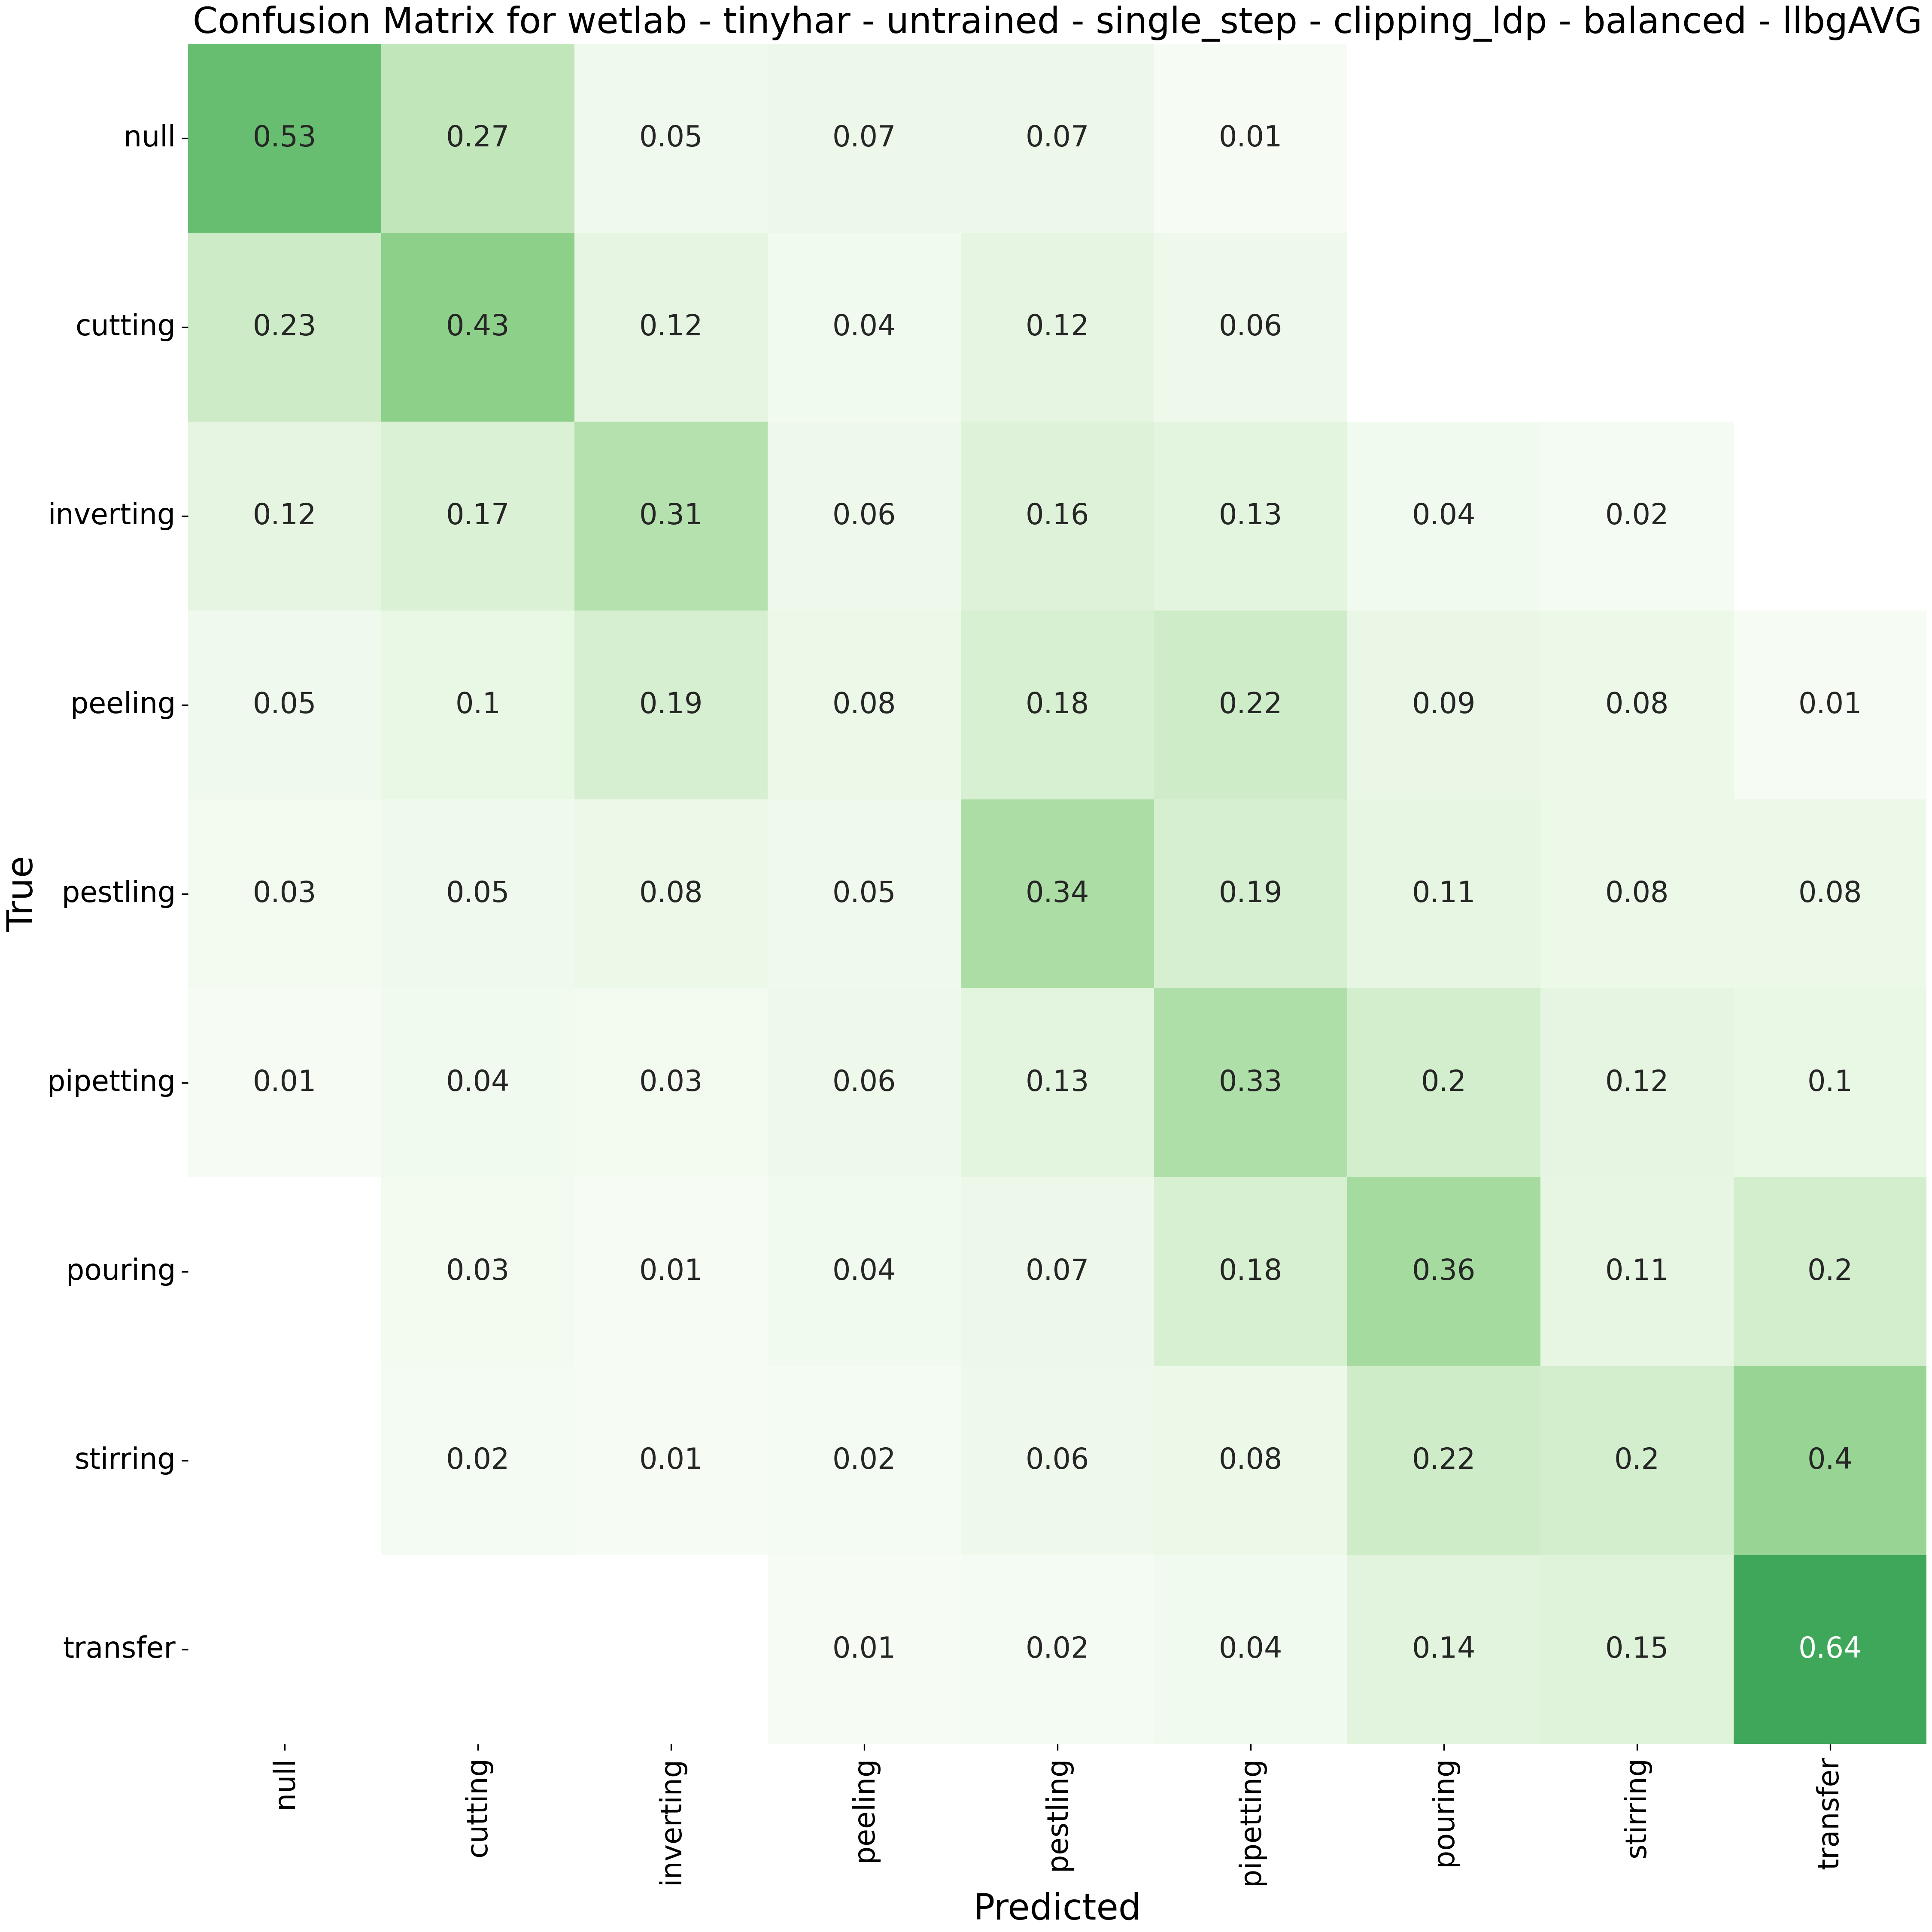 Confusion Matrix for wetlab - tinyhar - untrained - single_step - clipping_ldp - balanced - llbgAVG
null 0.53 0.27 0.05 0.07 0.07 0.01
cutting 0.23 0.43 0.12 0.04 0.12 0.06
inverting 0.12 0.17 0.31 0.06 0.16 0.13 0.04 0.02
peeling 0.05 0.1 0.19 0.08 0.18 0.22 0.09 0.08 0.01
pestling 0.03 0.05 0.08 0.05 0.34 0.19 0.11 0.08 0.08
pipetting 0.01 0.04 0.03 0.06 0.13 0.33 0.2 0.12 0.1
pouring 0.03 0.01 0.04 0.07 0.18 0.36 0.11 0.2
stirring 0.02 0.01 0.02 0.06 0.08 0.22 0.2 0.4
transfer 0.01 0.02 0.04 0.14 0.15 0.64
True
null cutting inverting peeling pestling pipetting pouring stirring transfer
Predicted